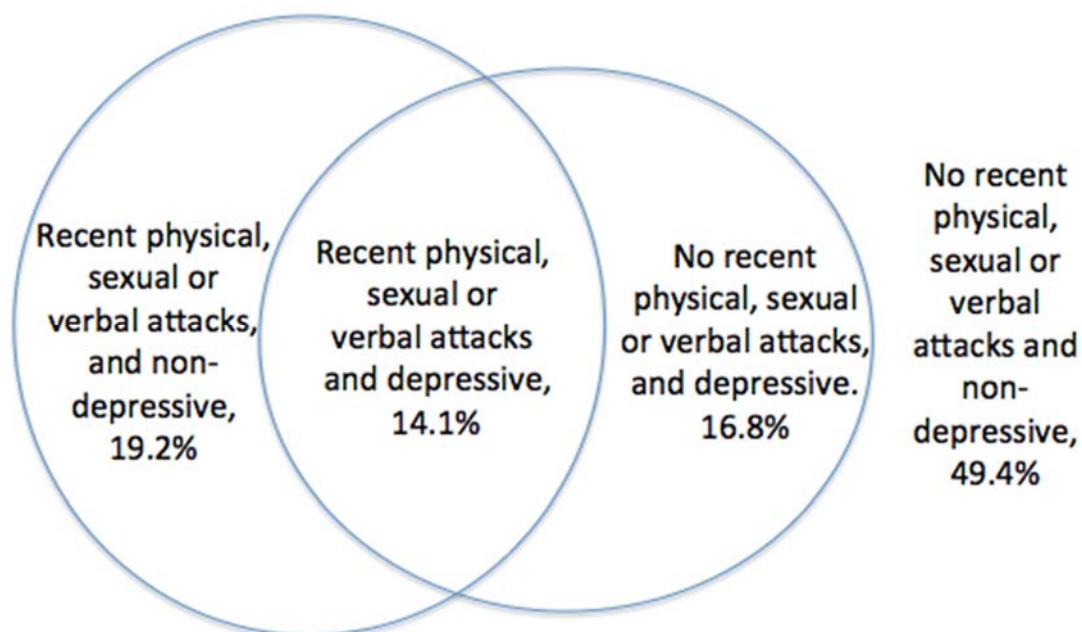 Recent physical,
sexual or
verbal attacks,
and non-
depressive,
19.2%
Recent physical,
sexual or
verbal attacks
and depressive,
14.1%
No recent
physical, sexual
or verbal attacks,
and depressive.
16.8%
No recent
physical,
sexual or
verbal
attacks and
non-
depressive,
49.4%